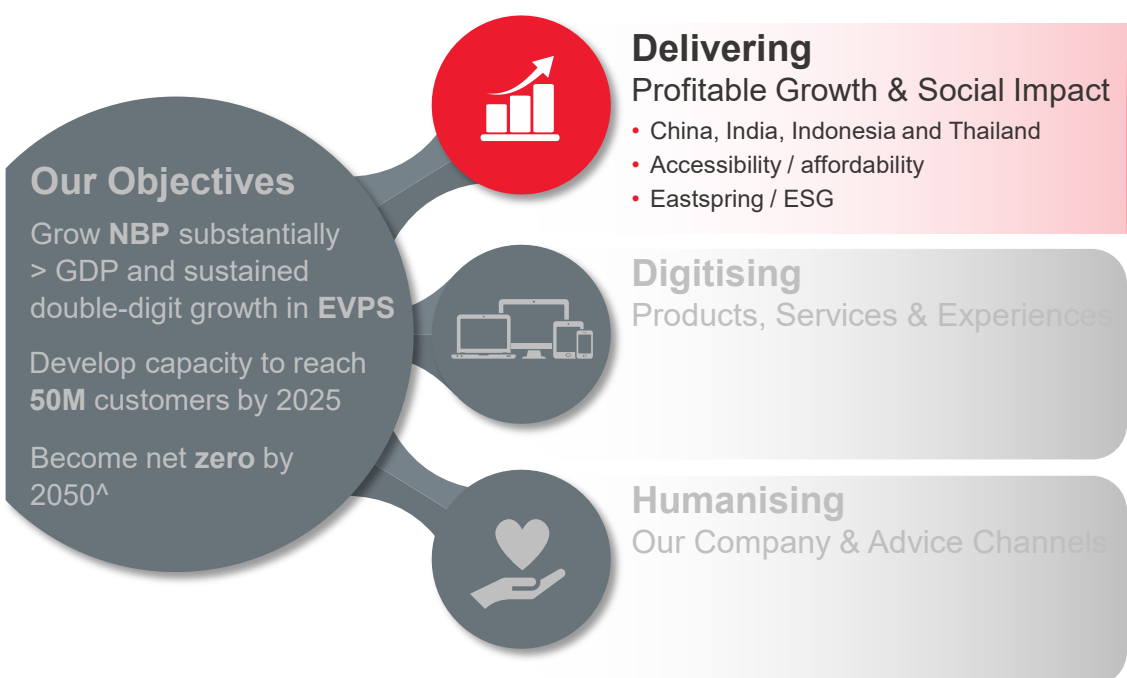 Our Objectives
Grow NBP substantially
> GDP and sustained
double-digit growth in EVPS
Develop capacity to reach
50M customers by 2025
Become net zero by
2050^
Delivering
Profitable Growth & Social Impact
• China, India, Indonesia and Thailand
• Accessibility / affordability
• Eastspring / ESG
Digitising
Products, Services & Experiences
Humanising
Our Company & Advice Channels